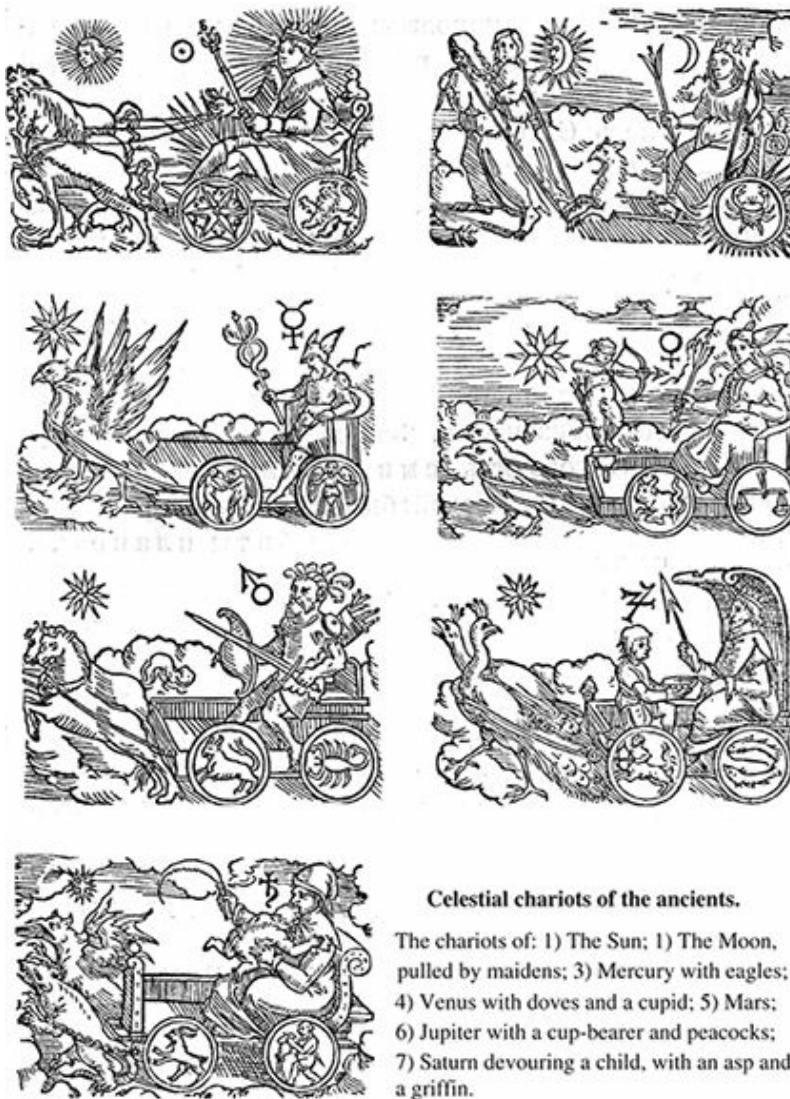 Celestial chariots of the ancients.
The chariots of: 1) The Sun; 1) The Moon,
pulled by maidens; 3) Mercury with eagles;
4) Venus with doves and a cupid; 5) Mars;
6) Jupiter with a cup-bearer and peacocks;
7) Saturn devouring a child, with an asp and
a griffin.